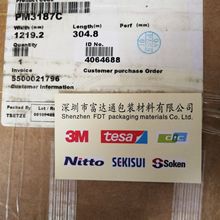 PM3187C
Width (mm)
1219.2
Length (M)
304.8
ID No.
4064688
Invoice
Customer purchase Order
5500021796
Customer Information
深圳市富达通包装材料有限公司
Shenzhen FDT packaging materials Co. Ltd.
3M
tesa
Nitto
SEKISUI
Soken